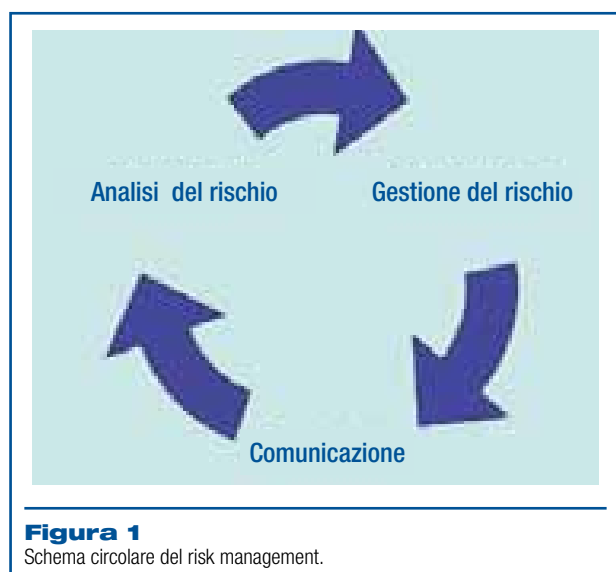 Analisi del rischio
Gestione del rischio
Comunicazione
Figura 1
Schema circolare del risk management.